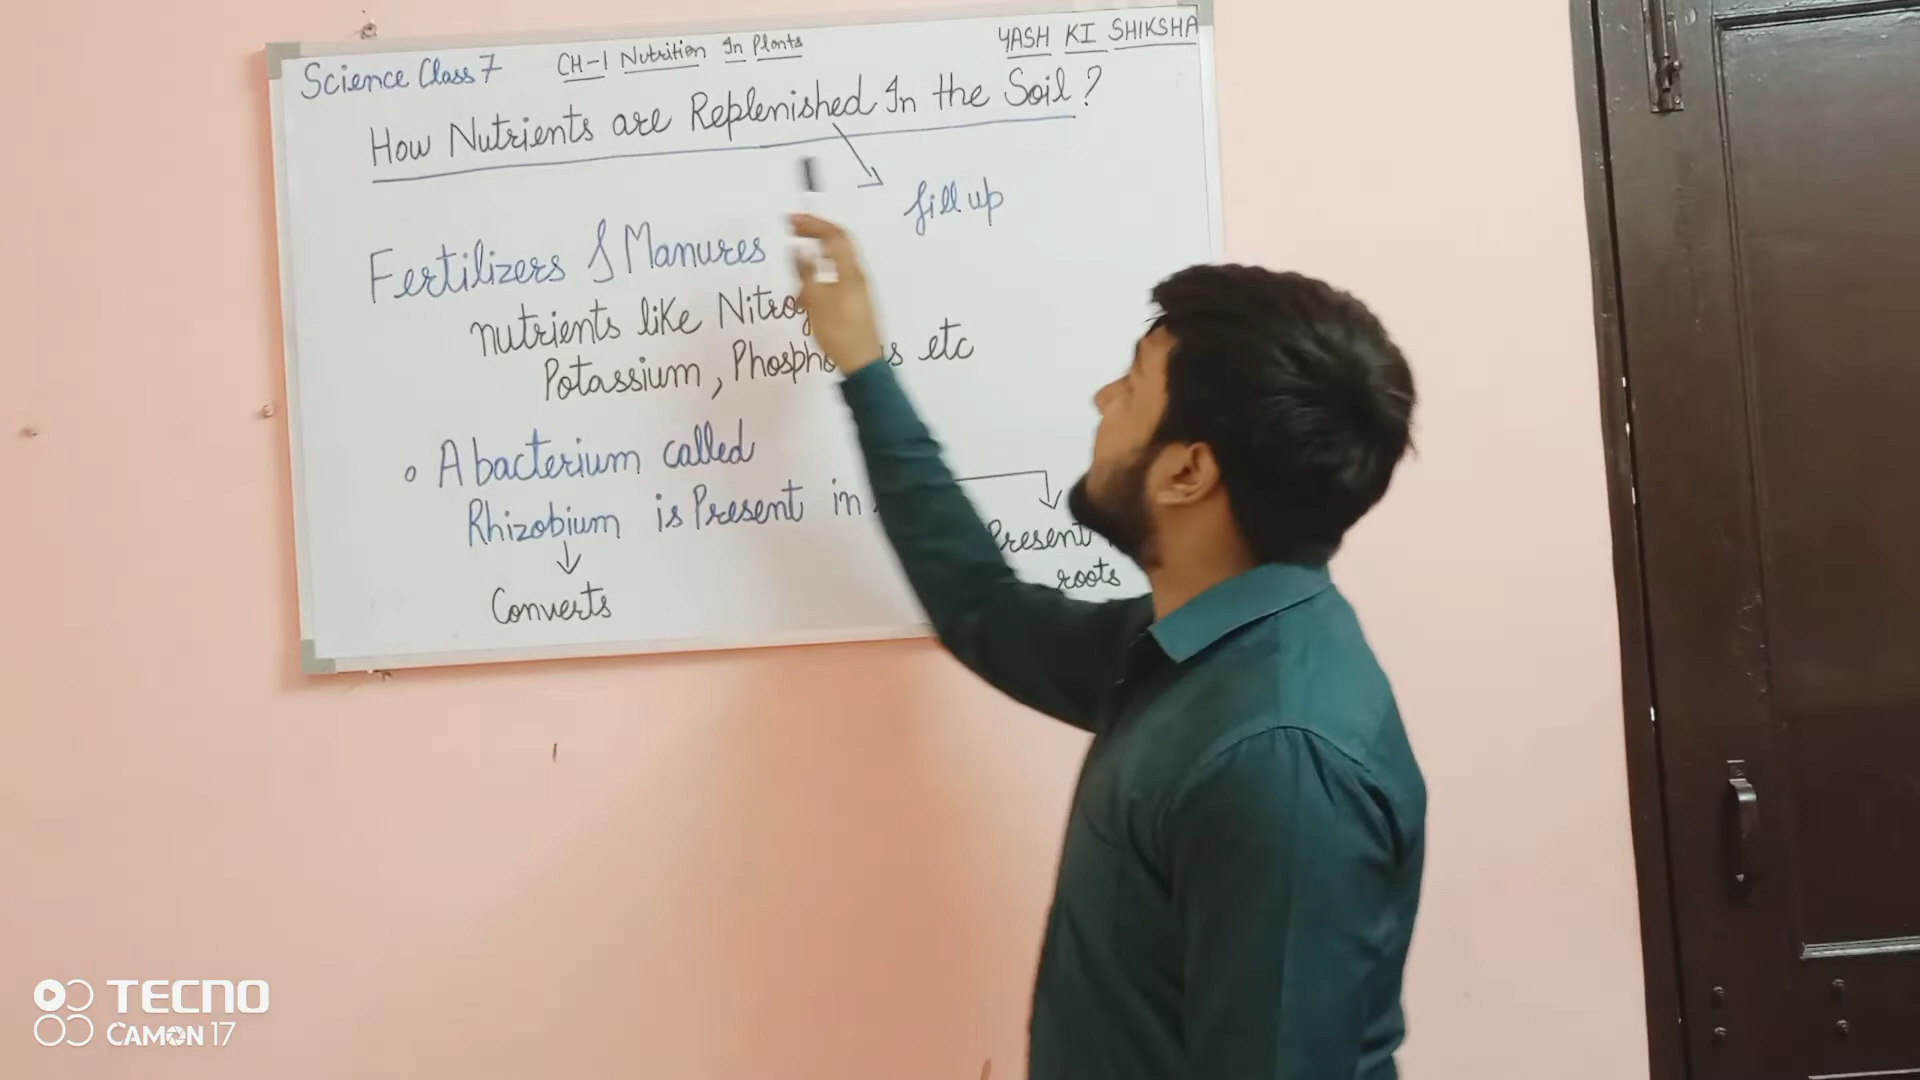 Science Class 7
CH-1 Nutrition In Plants
YASH KI SHIKSHA
How Nutrients are Replenished In the Soil?
fill up
Fertilizers & Manures
nutrients like
Potassium, etc
A bacterium called
Rhizobium is Present in
Present
roots
Converts
TECNO
CAMON 17